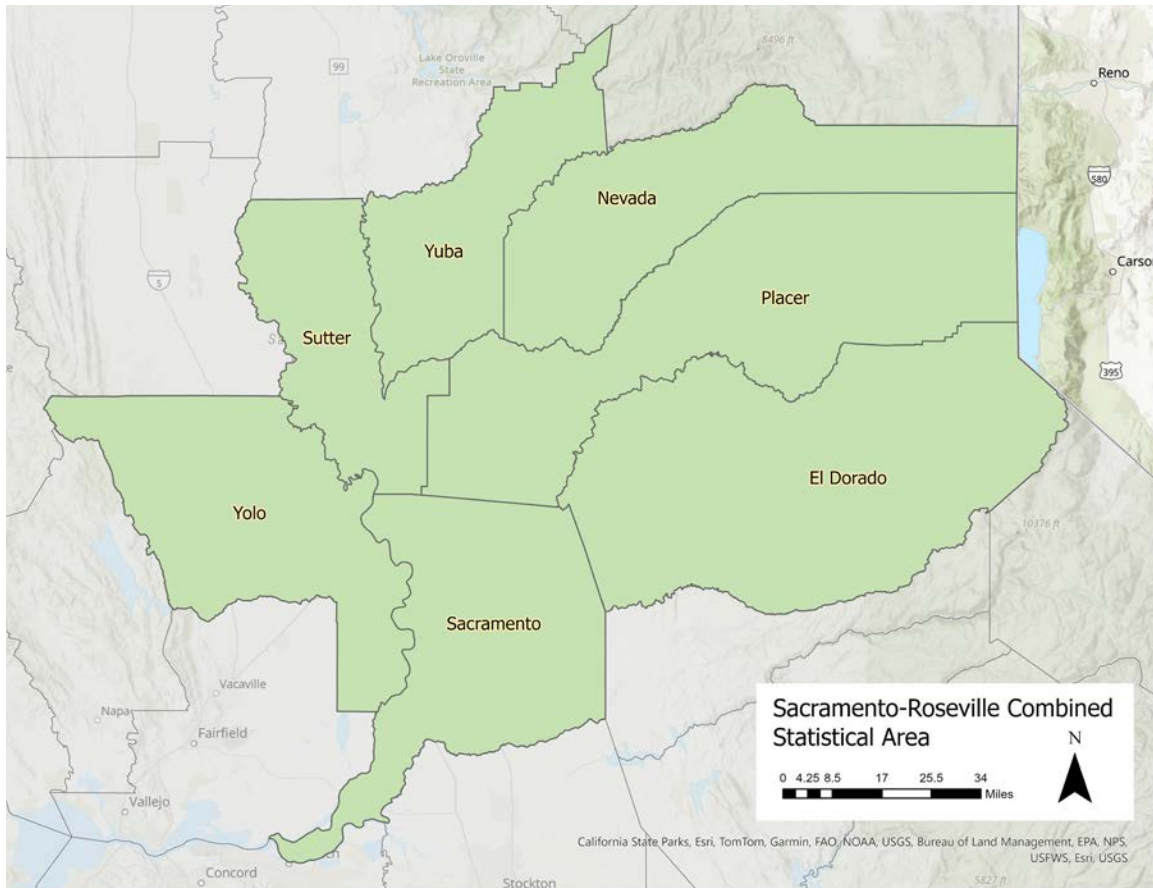 8496 ft
99
Lake Oroville
State
Recreation Area
Reno
580
Nevada
Yuba
5
Carson
Placer
Sutter
395
El Dorado
Yolo
10376 ft
Sacramento
Vacaville
Napa
Fairfield
Vallejo
Concord
Stockton
5827 ft
Sacramento-Roseville Combined
Statistical Area
N
0 4.25 8.5 17 25.5 34
Miles
California State Parks, Esri, TomTom, Garmin, FAO, NOAA, USGS, Bureau of Land Management, EPA, NPS,
USFWS, Esri, USGS